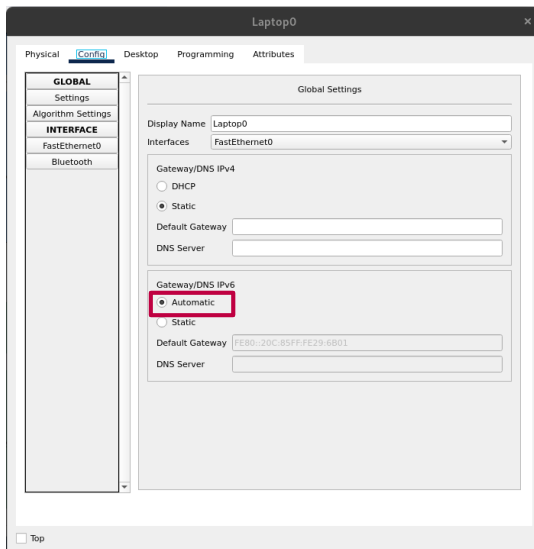 Laptop0
Physical Config Desktop Programming Attributes
GLOBAL
Settings
Algorithm Settings
INTERFACE
FastEthernet0
Bluetooth
Global Settings
Display Name Laptop0
Interfaces FastEthernet0
Gateway/DNS IPv4
DHCP
Static
Default Gateway
DNS Server
Gateway/DNS IPv6
Automatic
Static
Default Gateway FE80::20C:85FF:FE29:6B01
DNS Server
Top